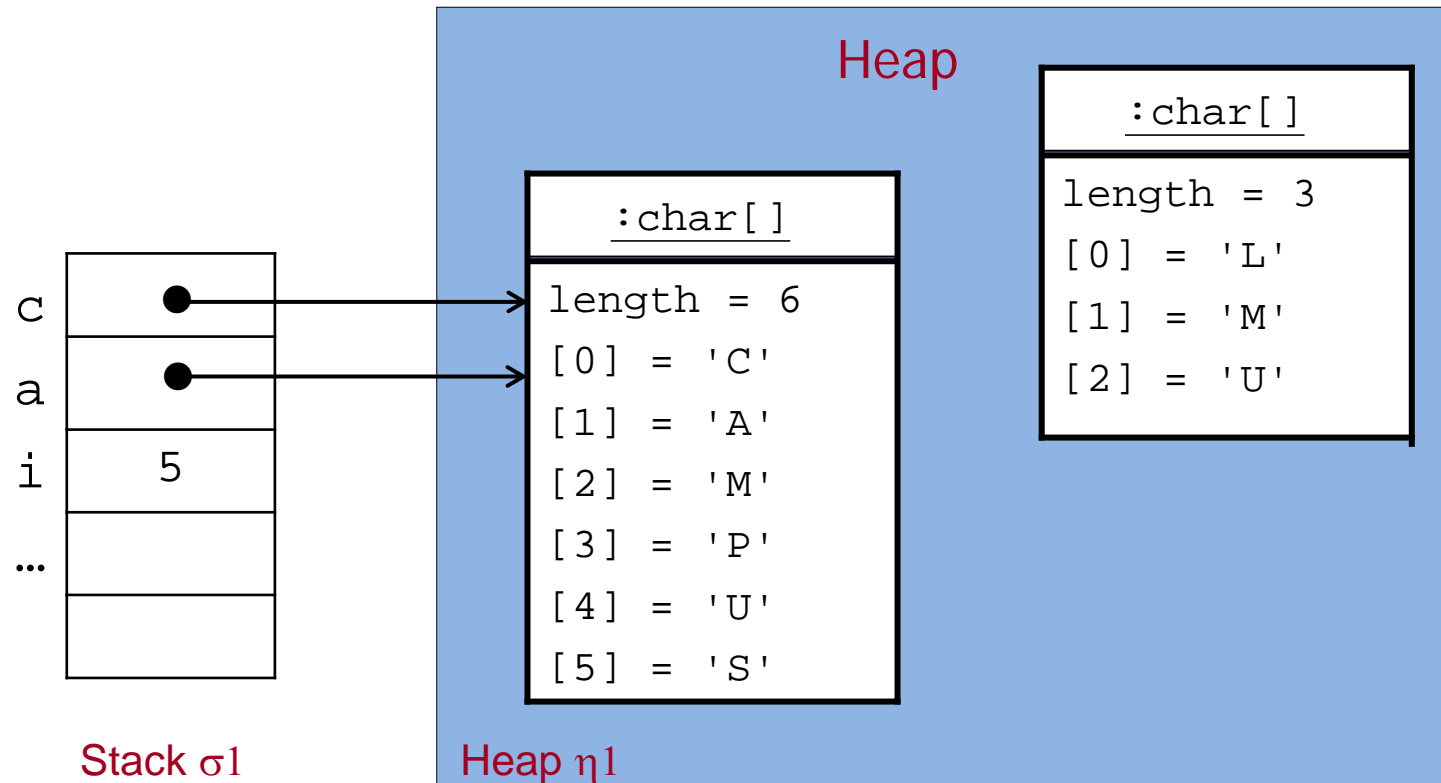 Heap
:char[]
length = 3
[0] = 'L'
[1] = 'M'
[2] = 'U'
:char[]
length = 6
[0] = 'C'
[1] = 'A'
[2] = 'M'
[3] = 'P'
[4] = 'U'
[5] = 'S'
c
a
i 5
…
Stack σ1
Heap η1